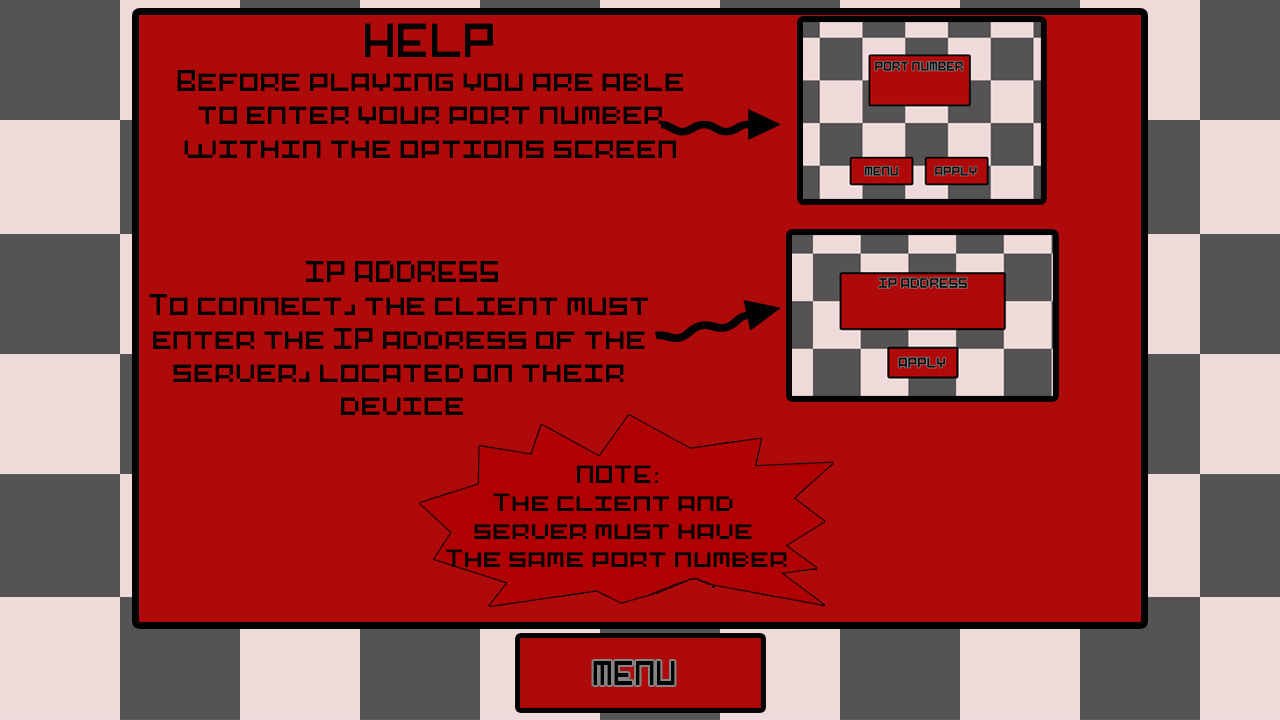 HELP
BEFORE PLAYING YOU ARE ABLE
TO ENTER YOUR PORT NUMBER
WITHIN THE OPTIONS SCREEN
PORT NUMBER
MENU
APPLY
IP ADDRESS
TO CONNECT, THE CLIENT MUST
ENTER THE IP ADDRESS OF THE
SERVER, LOCATED ON THEIR
DEVICE
IP ADDRESS
APPLY
NOTE:
THE CLIENT AND
SERVER MUST HAVE
THE SAME PORT NUMBER
MENU